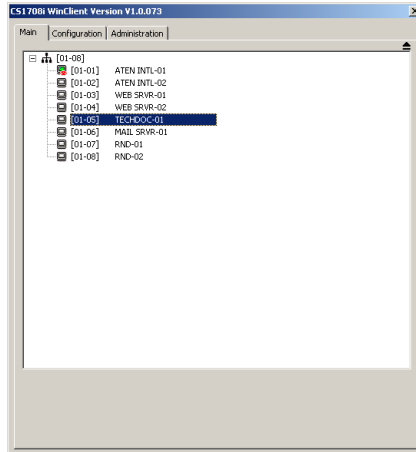 CS1708i WinClient Version V1.0.073
Main Configuration Administration
[01-08]
[01-01] ATEN INTL-01
[01-02] ATEN INTL-02
[01-03] WEB SRVR-01
[01-04] WEB SRVR-02
[01-05] TECHDOC-01
[01-06] MAIL SRVR-01
[01-07] RND-01
[01-08] RND-02